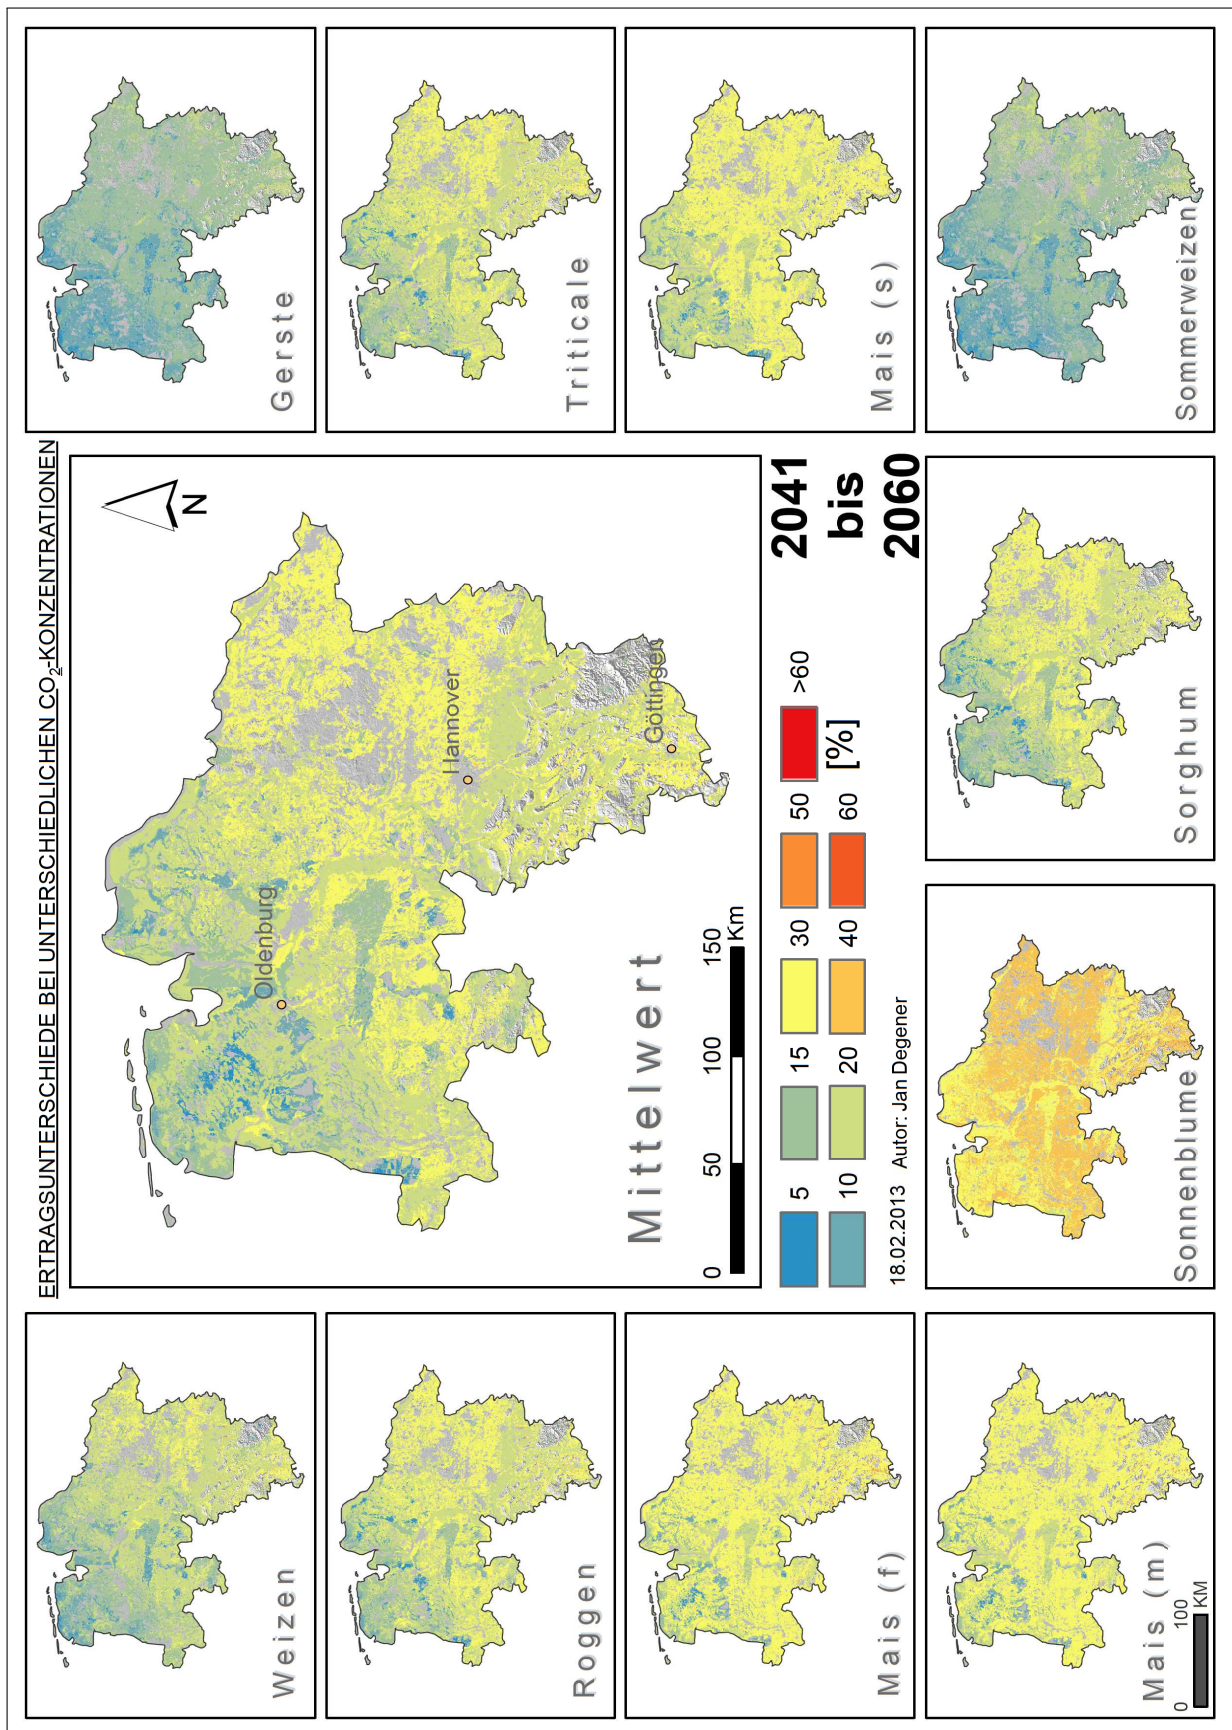 ERTRAGSUNTERSCHIEDE BEI UNTERSCHIEDLICHEN CO2-KONZENTRATIONEN
Weizen
Gerste
Roggen
Triticale
Mais (f)
Mais (s)
Mais (m)
0 100
KM
Sonnenblume
Sorghum
Sommerweizen
N
Oldenburg
Hannover
Göttingen
Mittelwert
0 50 100 150
Km
5 15 30 50 >60
10 20 40 60 [%]
18.02.2013 Autor: Jan Degener
2041
bis
2060